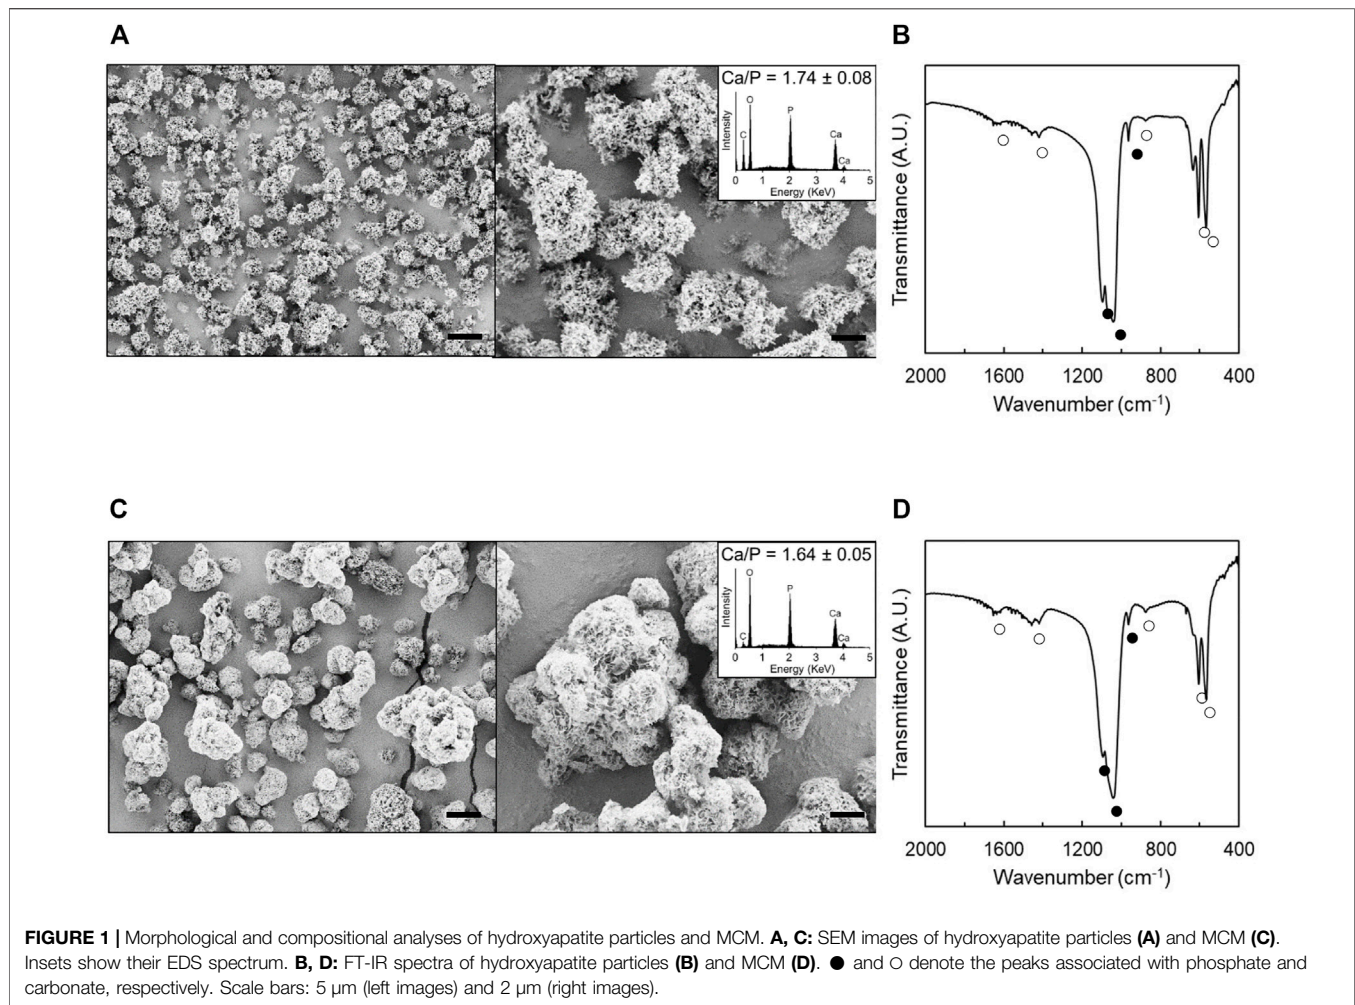 A
B
Ca/P = 1.74 ± 0.08
Intensity
C
O
P
Ca
Ca
0 1 2 3 4 5
Energy (KeV)
Transmittance (A.U.)
2000 1600 1200 800 400
Wavenumber (cm⁻¹)
C
D
Ca/P = 1.64 ± 0.05
Intensity
C
O
P
Ca
Ca
0 1 2 3 4 5
Energy (KeV)
Transmittance (A.U.)
2000 1600 1200 800 400
Wavenumber (cm⁻¹)
FIGURE 1 | Morphological and compositional analyses of hydroxyapatite particles and MCM. A, C: SEM images of hydroxyapatite particles (A) and MCM (C).
Insets show their EDS spectrum. B, D: FT-IR spectra of hydroxyapatite particles (B) and MCM (D). ● and ○ denote the peaks associated with phosphate and
carbonate, respectively. Scale bars: 5 µm (left images) and 2 µm (right images).